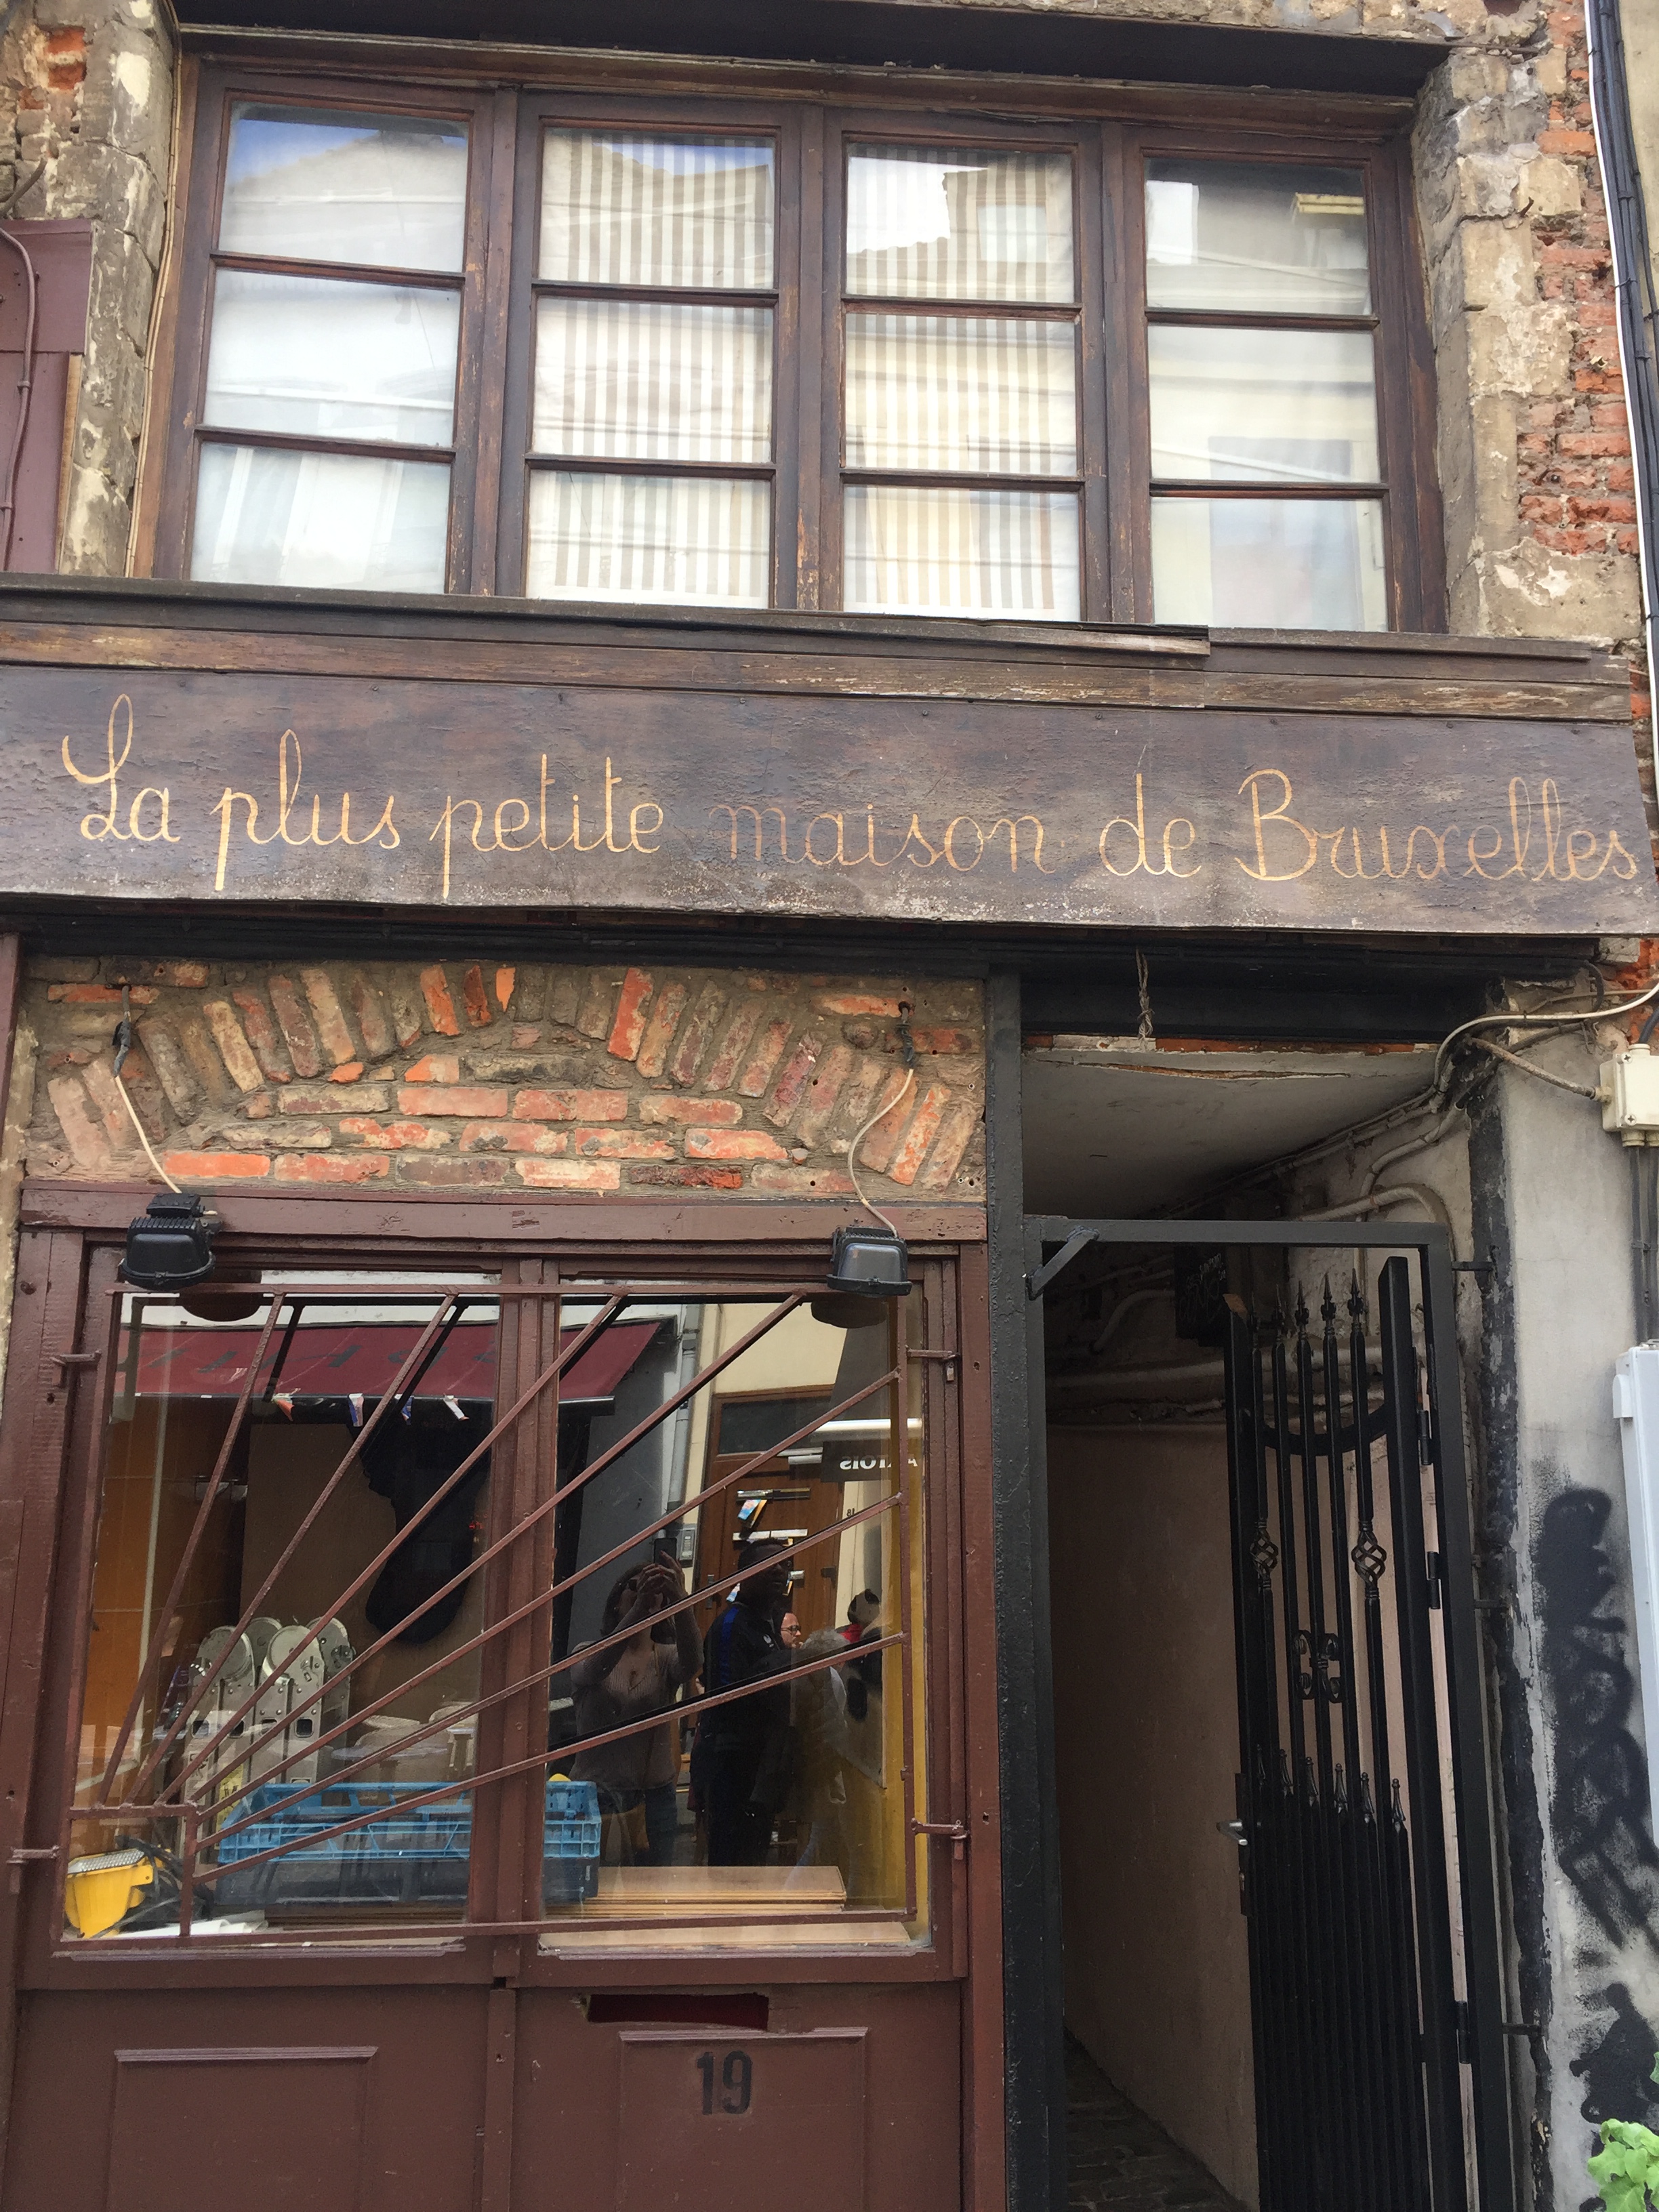 La plus petite maison de Bruxelles
19